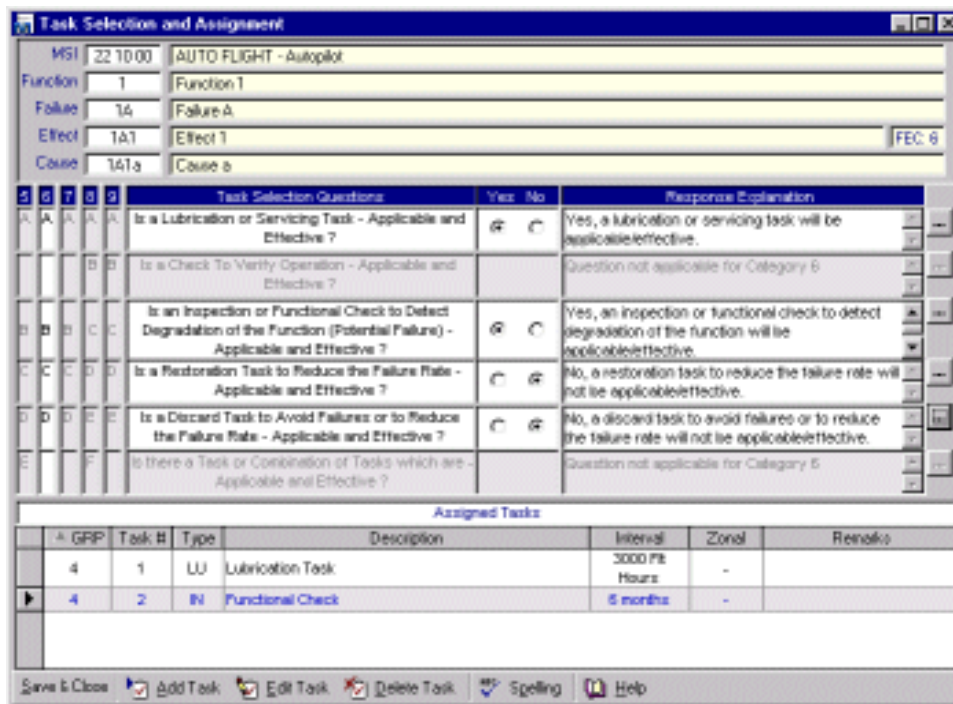 Task Selection and Assignment
MSI 22 10 00 AUTO FLIGHT - Autopilot
Function 1 Function 1
Failure 1A Failure A
Effect 1A1 Effect 1 FEC: 6
Cause 1A1a Cause a
5 6 7 8 9 Task Selection Questions Yes No Response Explanation
A A A A A Is a Lubrication or Servicing Task - Applicable and Yes, a lubrication or servicing task will be
Effective ? applicable/effective.
B B Is a Check To Verify Operation - Applicable and Question not applicable for Category 6
Effective ?
Is an Inspection or Functional Check to Detect Yes, an inspection or functional check to detect
B B B C C Degradation of the Function (Potential Failure) - degradation of the function will be
Applicable and Effective ? applicable/effective.
C C C D D Is a Restoration Task to Reduce the Failure Rate - No, a restoration task to reduce the failure rate will
Applicable and Effective ? not be applicable/effective.
D D D E E Is a Discard Task to Avoid Failures or to Reduce No, a discard task to avoid failures or to reduce
the Failure Rate - Applicable and Effective ? the failure rate will not be applicable/effective.
E F Is there a Task or Combination of Tasks which are - Question not applicable for Category 6
Applicable and Effective ?
Assigned Tasks
GRP Task # Type Description Interval Zonal Remarks
4 1 LU Lubrication Task 3000 Flt
Hours -
4 2 IN Functional Check 6 months -
Save & Close Add Task Edit Task Delete Task Spelling Help